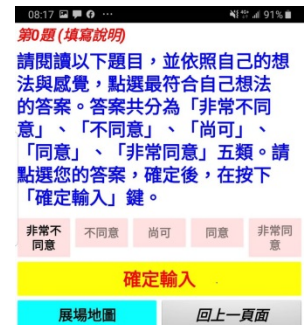 08:17 ... 91%
第0題 (填寫說明)
請閱讀以下題目，並依照自己的想
法與感覺，點選最符合自己想法
的答案。答案共分為「非常不同
意」、「不同意」、「尚可」、
「同意」、「非常同意」五類。請
點選您的答案，確定後，在按下
「確定輸入」鍵。
非常不
同意
不同意
尚可
同意
非常同
意
確定輸入
展場地圖
回上一頁面